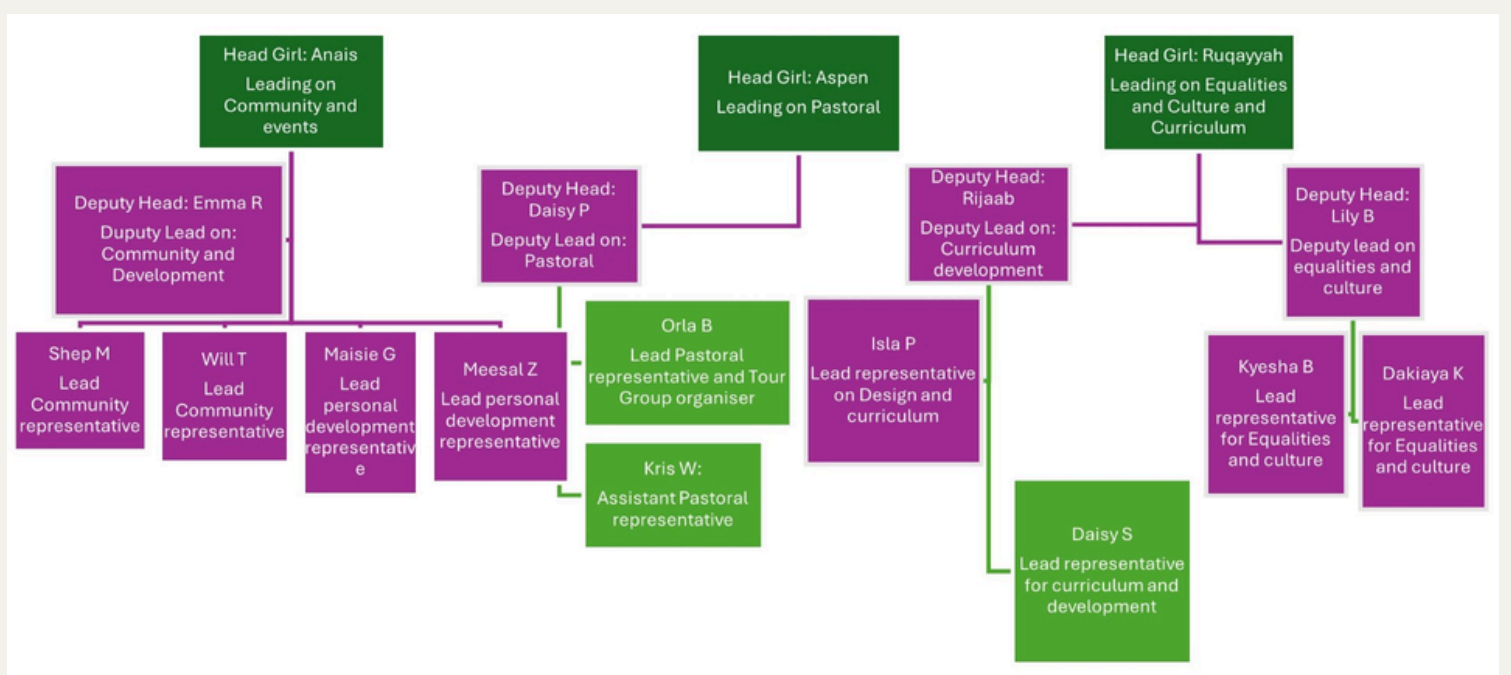 Head Girl: Anais
Leading on
Community and
events
Head Girl: Aspen
Leading on Pastoral
Head Girl: Ruqayyah
Leading on Equalities
and Culture and
Curriculum
Deputy Head: Emma R
Duputy Lead on:
Community and
Development
Deputy Head:
Daisy P
Deputy Lead on:
Pastoral
Deputy Head:
Rijaab
Deputy Lead on:
Curriculum
development
Deputy Head:
Lily B
Deputy lead on
equalities and
culture
Shep M
Lead
Community
representative
Will T
Lead
Community
representative
Maisie G
Lead
personal
development
representativ
e
Meesal Z
Lead personal
development
representative
Orla B
Lead Pastoral
representative and Tour
Group organiser
Kris W:
Assistant Pastoral
representative
Isla P
Lead representative
on Design and
curriculum
Daisy S
Lead representative
for curriculum and
development
Kyesha B
Lead
representative
for Equalities
and culture
Dakiaya K
Lead
representative
for Equalities
and culture